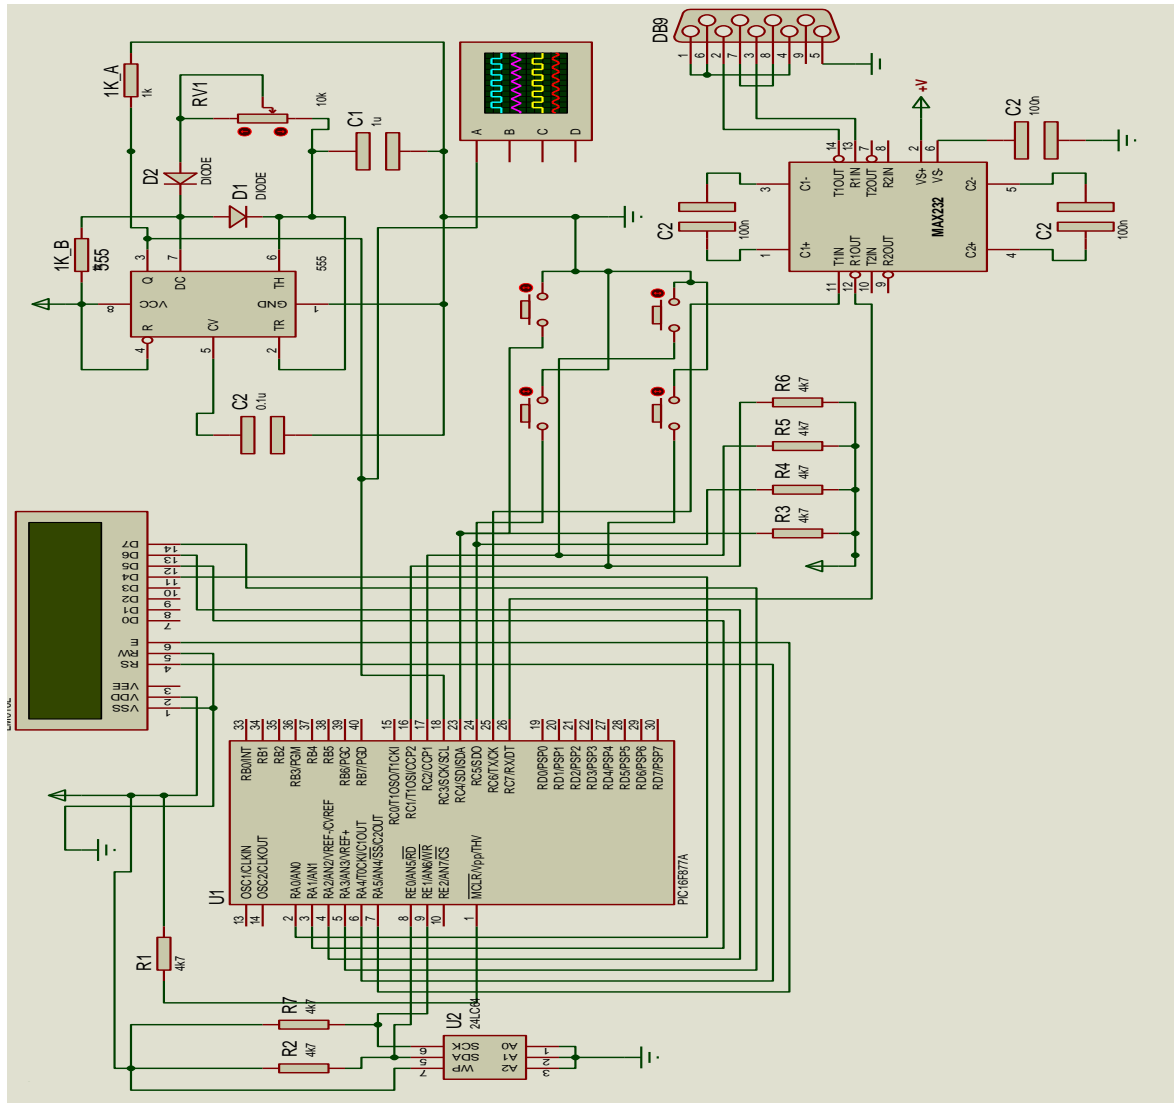 DB9
1
6
2
7
3
8
4
9
5
1K_A
1k
RV1
10k
C1
1u
A
B
C
D
+V
C2
100n
D2
DIODE
D1
DIODE
1K_B
555
3
7
6
555
Q
DC
TH
VCC
8
GND
1
R
CV
TR
4
5
2
C2
0.1u
14
13
7
8
2
6
T1OUT
R1IN
T2OUT
R2IN
VS+
VS-
C1-
3
C2-
5
C2
100n
MAX232
C2
100n
C1+
1
C2+
4
T1IN
R1OUT
T2IN
R2OUT
11
12
10
9
R6
4k7
R5
4k7
R4
4k7
R3
4k7
D7 14
D6 13
D5 12
D4 11
D3 10
D2 9
D1 8
D0 7
E 6
RW 5
RS 4
VEE 3
VDD 2
VSS 1
33
34
35
36
37
38
39
40
15
16
17
18
23
24
25
26
19
20
21
22
27
28
29
30
RB0/INT
RB1
RB2
RB3/PGM
RB4
RB5
RB6/PGC
RB7/PGD
RC0/T1OSO/T1CKI
RC1/T1OSI/CCP2
RC2/CCP1
RC3/SCK/SCL
RC4/SDI/SDA
RC5/SDO
RC6/TX/CK
RC7/RX/DT
RD0/PSP0
RD1/PSP1
RD2/PSP2
RD3/PSP3
RD4/PSP4
RD5/PSP5
RD6/PSP6
RD7/PSP7
U1
OSC1/CLKIN
OSC2/CLKOUT
RA0/AN0
RA1/AN1
RA2/AN2/VREF-/CVREF
RA3/AN3/VREF+
RA4/T0CKI/C1OUT
RA5/AN4/SS/C2OUT
RE0/AN5/RD
RE1/AN6/WR
RE2/AN7/CS
MCLR/Vpp/THV
PIC16F877A
13
14
2
3
4
5
6
7
8
9
10
1
R1
4k7
R7
4k7
R2
4k7
U2
24LC64
6 SCK
5 SDA
7 WP
A0 1
A1 2
A2 3